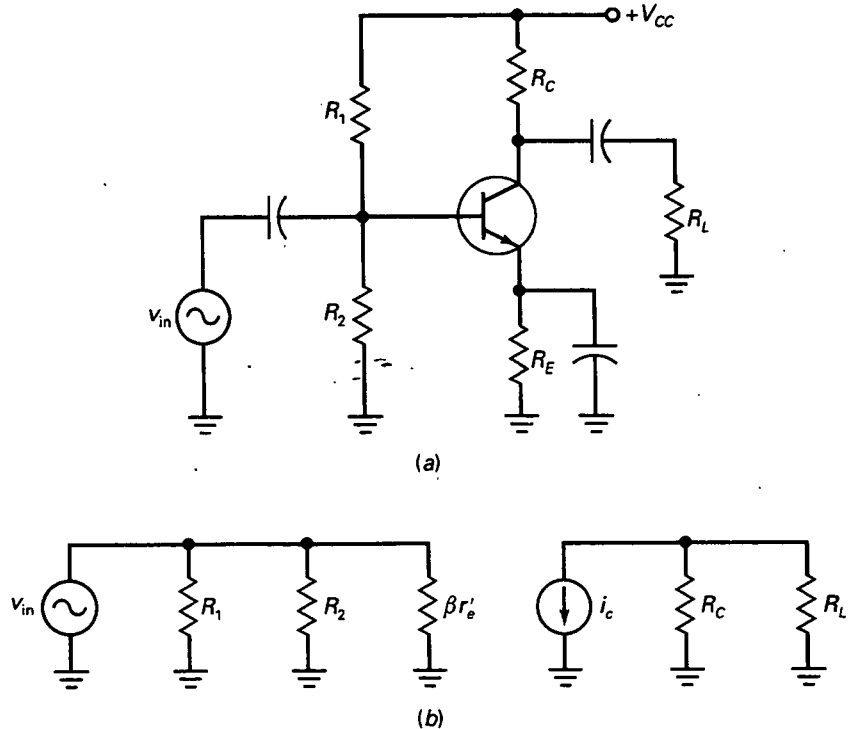 +V_CC
R_C
R_1
R_L
v_in
R_2
R_E
(a)
v_in
R_1
R_2
βr′_e
i_c
R_C
R_L
(b)